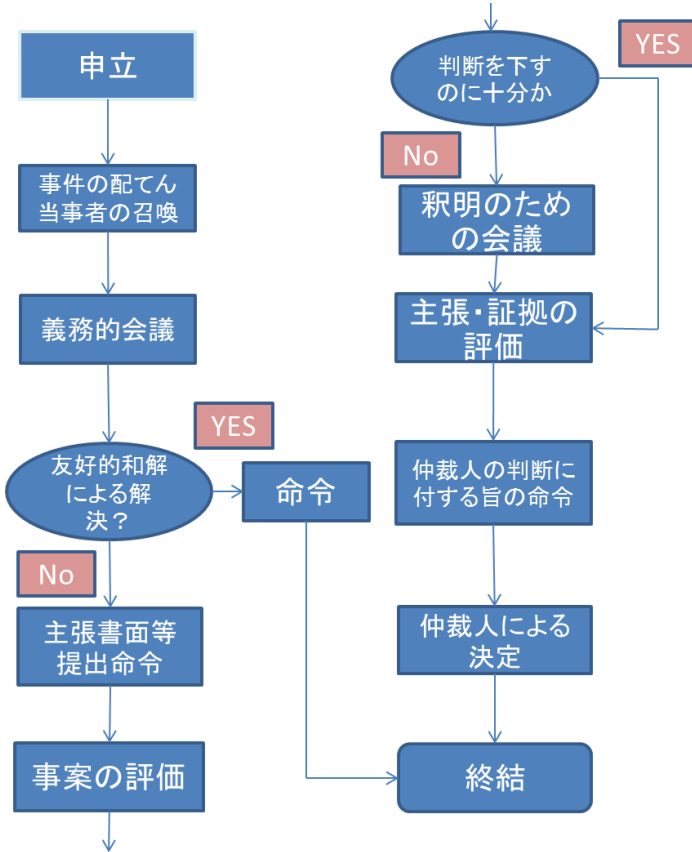 申立
事件の配てん
当事者の召喚
義務的会議
YES
友好的和解
による解
決？
命令
No
主張書面等
提出命令
事案の評価
YES
判断を下す
のに十分か
No
釈明のため
の会議
主張・証拠の
評価
仲裁人の判断に
付する旨の命令
仲裁人による
決定
終結